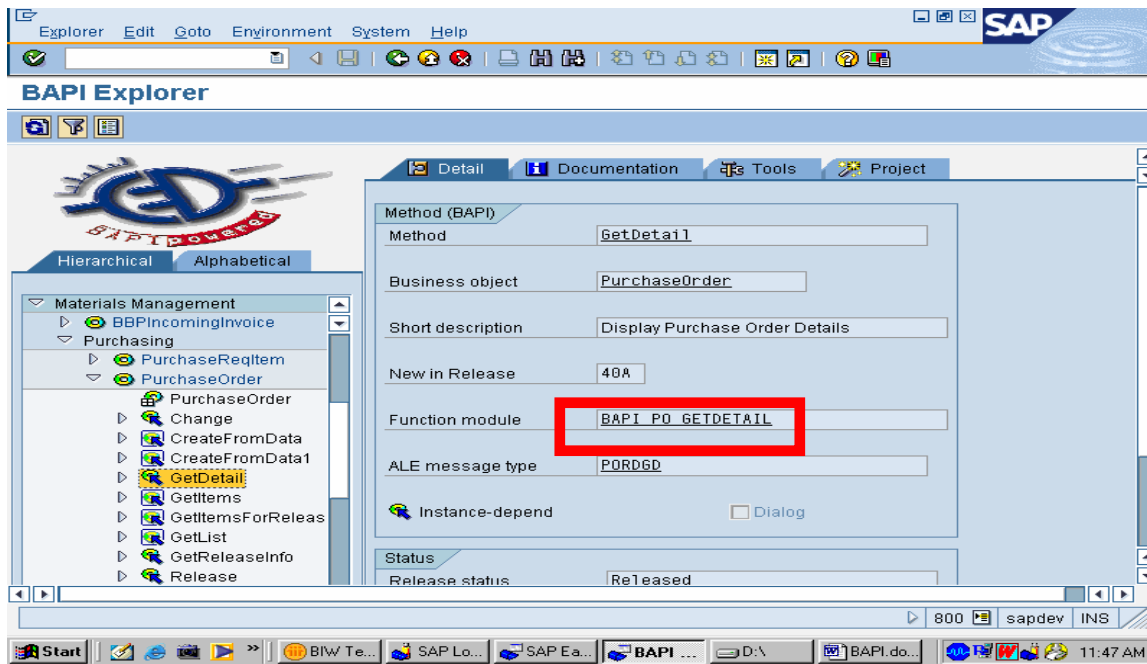 Explorer Edit Goto Environment System Help
SAP
BAPI Explorer
Detail Documentation Tools Project
BAPI powered
Hierarchical Alphabetical
Materials Management
BBPIncomingInvoice
Purchasing
PurchaseReqItem
PurchaseOrder
PurchaseOrder
Change
CreateFromData
CreateFromData1
GetDetail
GetItems
GetItemsForReleas
GetList
GetReleaseInfo
Release
Method (BAPI)
Method GetDetail
Business object PurchaseOrder
Short description Display Purchase Order Details
New in Release 40A
Function module BAPI_PO_GETDETAIL
ALE message type PORDGD
Instance-depend Dialog
Status
Release status Released
800 sapdev INS
Start BIW Te... SAP Lo... SAP Ea... BAPI ... D:\ BAPI.do... 11:47 AM